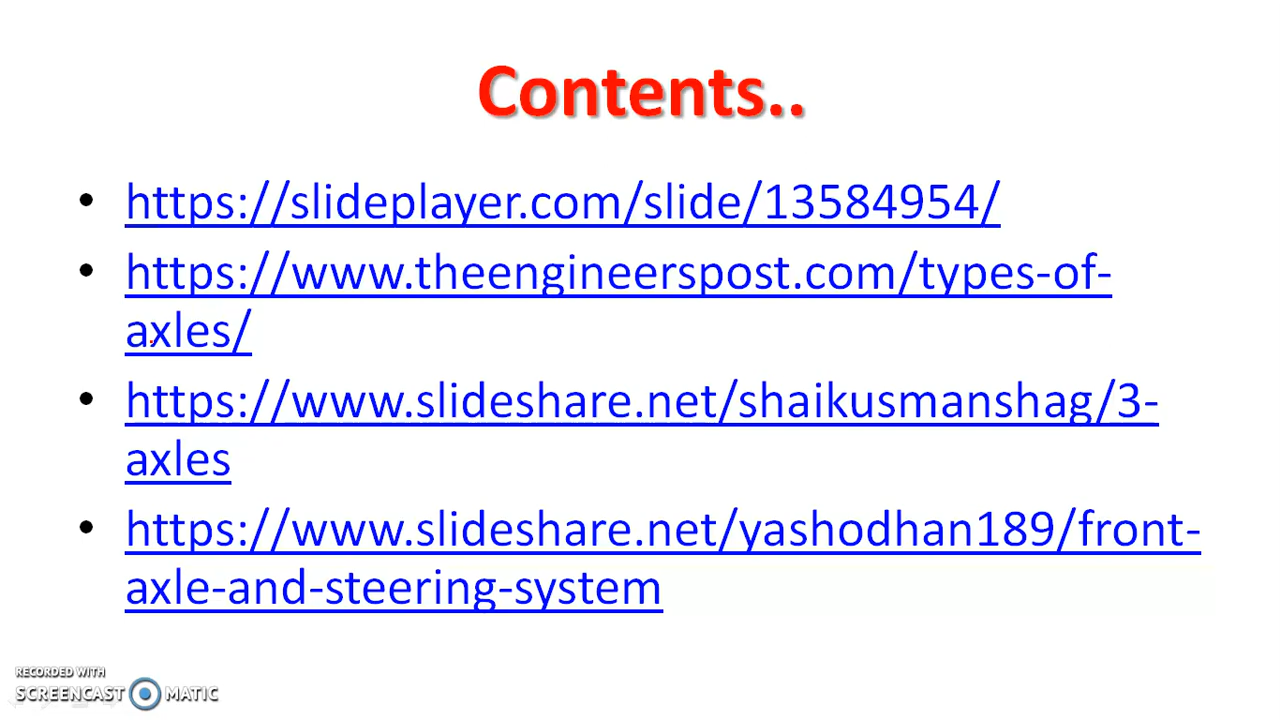 Contents..
• https://slideplayer.com/slide/13584954/
• https://www.theengineerspost.com/types-of-
axles/
• https://www.slideshare.net/shaikusmanshag/3-
axles
• https://www.slideshare.net/yashodhan189/front-
axle-and-steering-system
RECORDED WITH
SCREENCAST MATIC